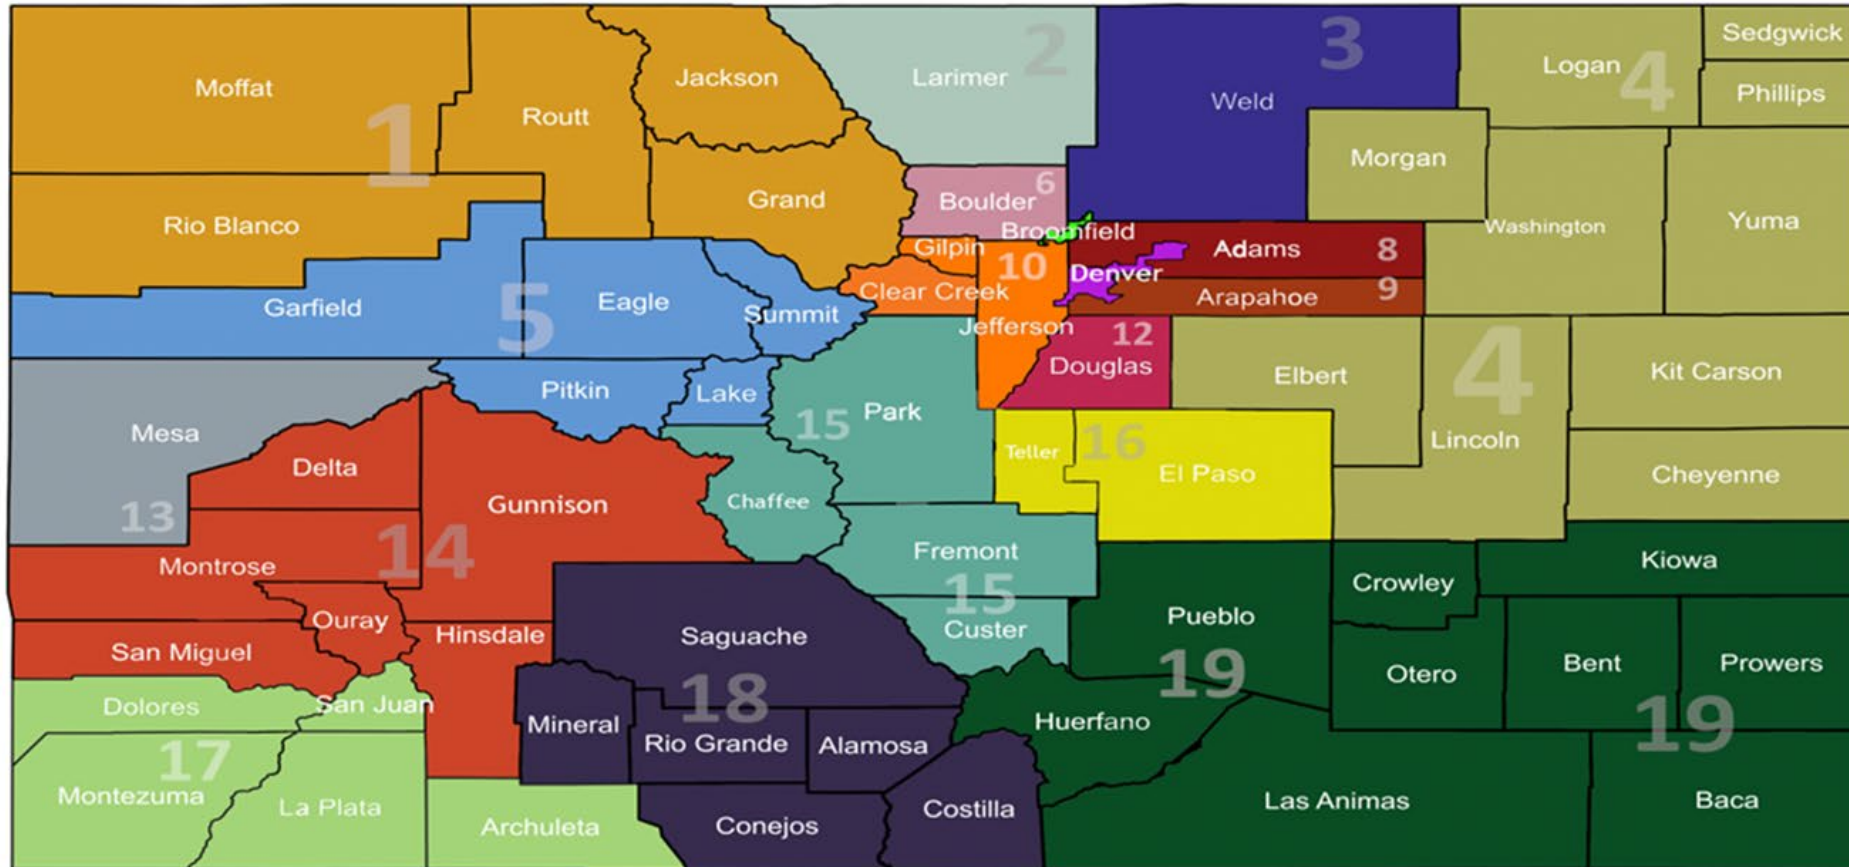 Moffat
Routt
Jackson
Larimer
2
Weld
3
Logan
4
Sedgwick
Phillips
1
Rio Blanco
Grand
Boulder
6
Morgan
Washington
Yuma
Broomfield
Gilpin
10
Denver
Adams
8
Clear Creek
Arapahoe
9
Garfield
5
Eagle
Summit
Jefferson
12
Douglas
Elbert
4
Kit Carson
Mesa
13
Pitkin
Lake
15
Park
Teller
16
El Paso
Lincoln
Cheyenne
Delta
Gunnison
Chaffee
Montrose
14
Fremont
15
Custer
Pueblo
19
Crowley
Kiowa
Ouray
Hinsdale
Saguache
San Miguel
Otero
Bent
Prowers
19
Dolores
San Juan
Mineral
18
Rio Grande
Alamosa
Huerfano
17
Montezuma
La Plata
Archuleta
Conejos
Costilla
Las Animas
Baca